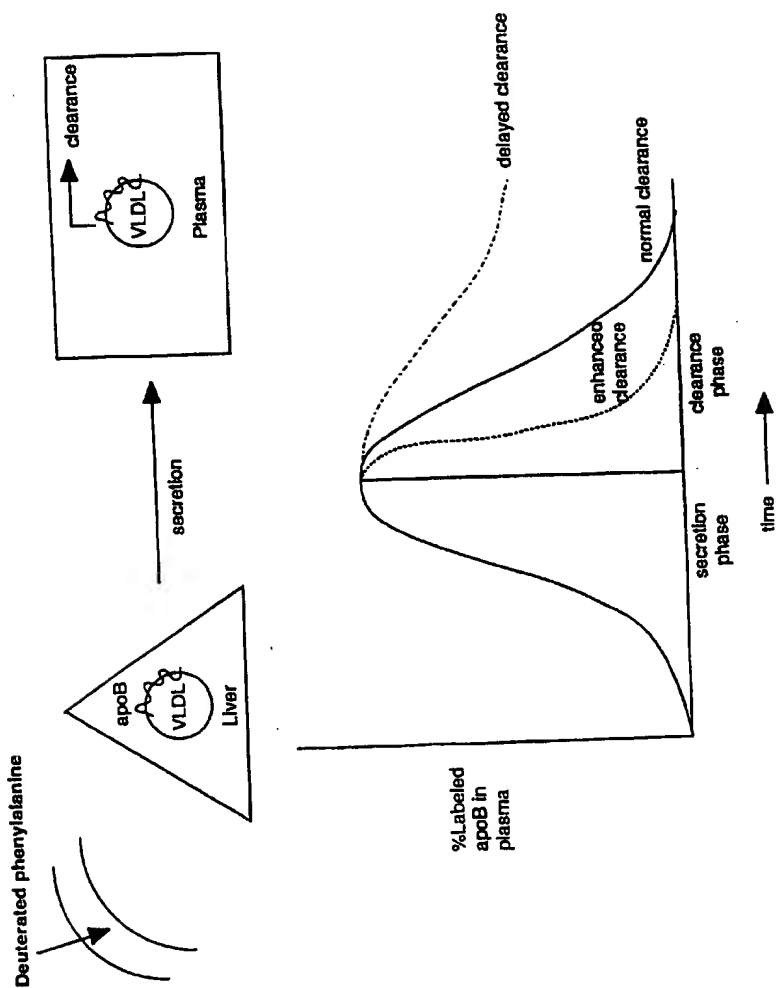 Deuterated phenylalanine
apoB
VLDL
Liver
secretion
clearance
VLDL
Plasma
%Labeled
apoB in
plasma
delayed clearance
normal clearance
enhanced
clearance
secretion
phase
clearance
phase
time